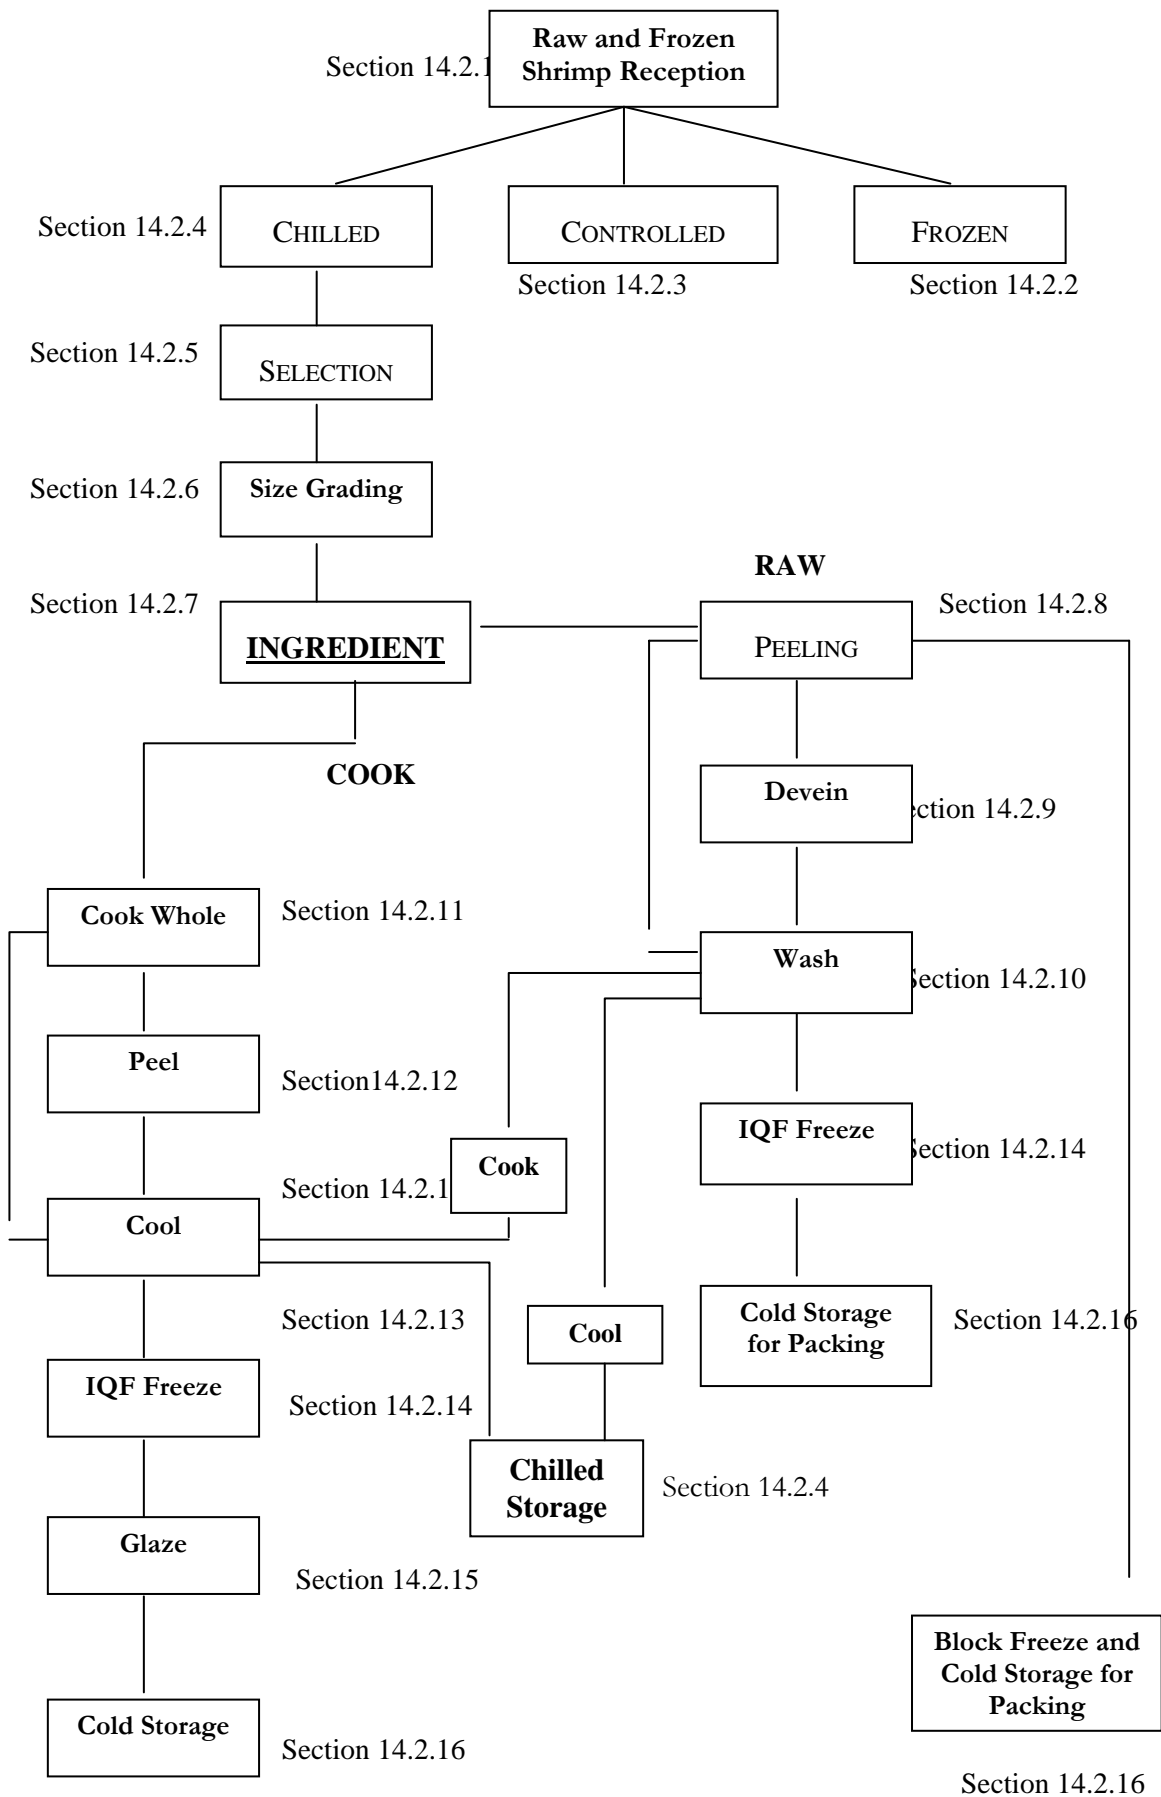 Raw and Frozen
Shrimp Reception
Section 14.2.1
Section 14.2.4
CHILLED
CONTROLLED
FROZEN
Section 14.2.3
Section 14.2.2
Section 14.2.5
SELECTION
Section 14.2.6
Size Grading
RAW
Section 14.2.7
INGREDIENT
PEELING
Section 14.2.8
COOK
Devein
ection 14.2.9
Cook Whole
Section 14.2.11
Wash
Section 14.2.10
Peel
Section14.2.12
IQF Freeze
Section 14.2.14
Cook
Section 14.2.1
Cool
Section 14.2.13
Cool
Cold Storage
for Packing
Section 14.2.16
IQF Freeze
Section 14.2.14
Chilled
Storage
Section 14.2.4
Glaze
Section 14.2.15
Block Freeze and
Cold Storage for
Packing
Cold Storage
Section 14.2.16
Section 14.2.16